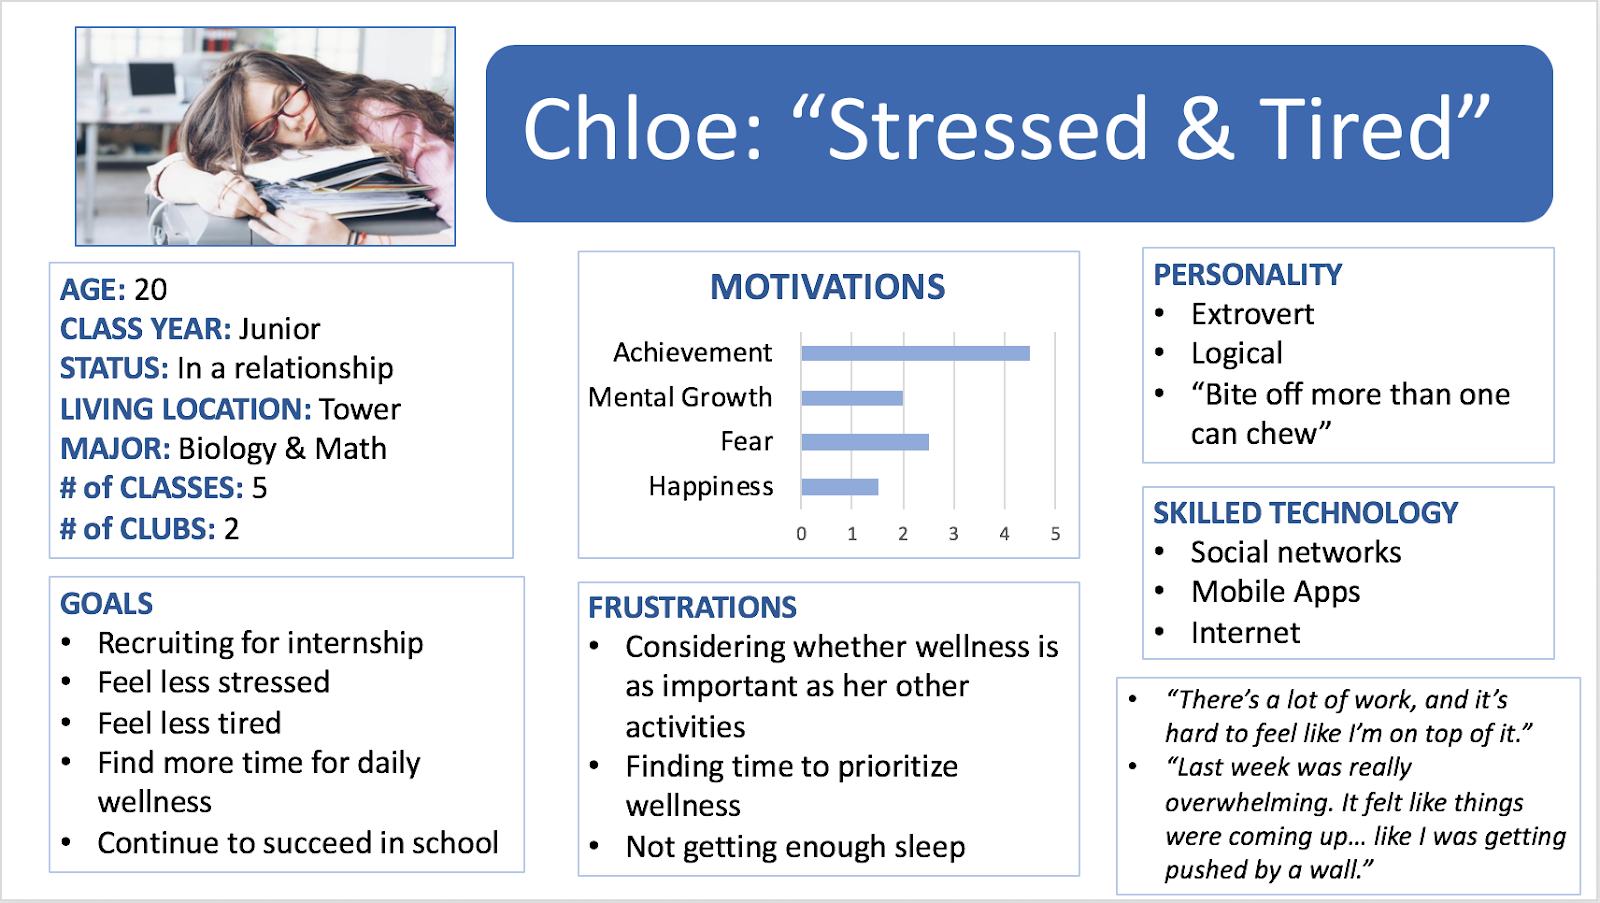 Chloe: “Stressed & Tired”
AGE: 20
CLASS YEAR: Junior
STATUS: In a relationship
LIVING LOCATION: Tower
MAJOR: Biology & Math
# of CLASSES: 5
# of CLUBS: 2
GOALS
• Recruiting for internship
• Feel less stressed
• Feel less tired
• Find more time for daily
wellness
• Continue to succeed in school
MOTIVATIONS
Achievement
Mental Growth
Fear
Happiness
0 1 2 3 4 5
FRUSTRATIONS
• Considering whether wellness is
as important as her other
activities
• Finding time to prioritize
wellness
• Not getting enough sleep
PERSONALITY
• Extrovert
• Logical
• “Bite off more than one
can chew”
SKILLED TECHNOLOGY
• Social networks
• Mobile Apps
• Internet
• “There’s a lot of work, and it’s
hard to feel like I’m on top of it.”
• “Last week was really
overwhelming. It felt like things
were coming up… like I was getting
pushed by a wall.”